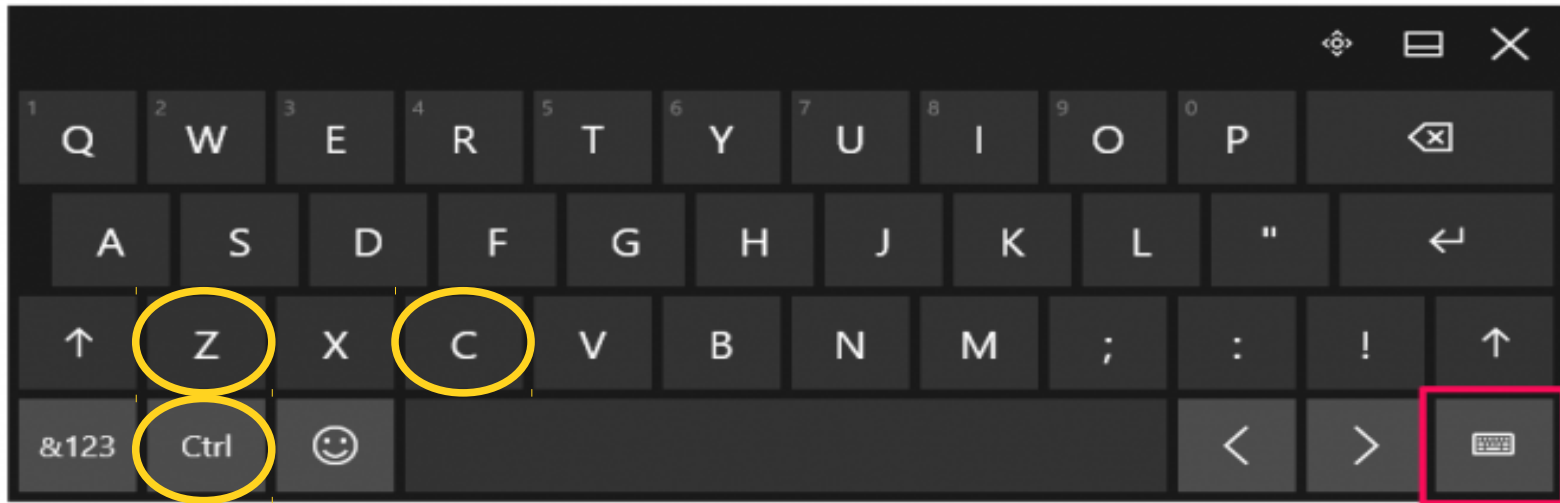 1 Q 2 W 3 E 4 R 5 T 6 Y 7 U 8 I 9 O 0 P
A S D F G H J K L "
Z X C V B N M ; : !
&123 Ctrl